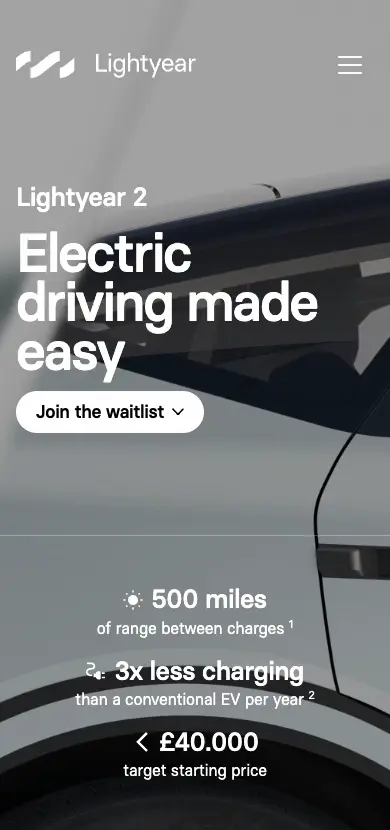 Lightyear
Lightyear 2
Electric
driving made
easy
Join the waitlist
500 miles
of range between charges ¹
3x less charging
than a conventional EV per year ²
< £40.000
target starting price